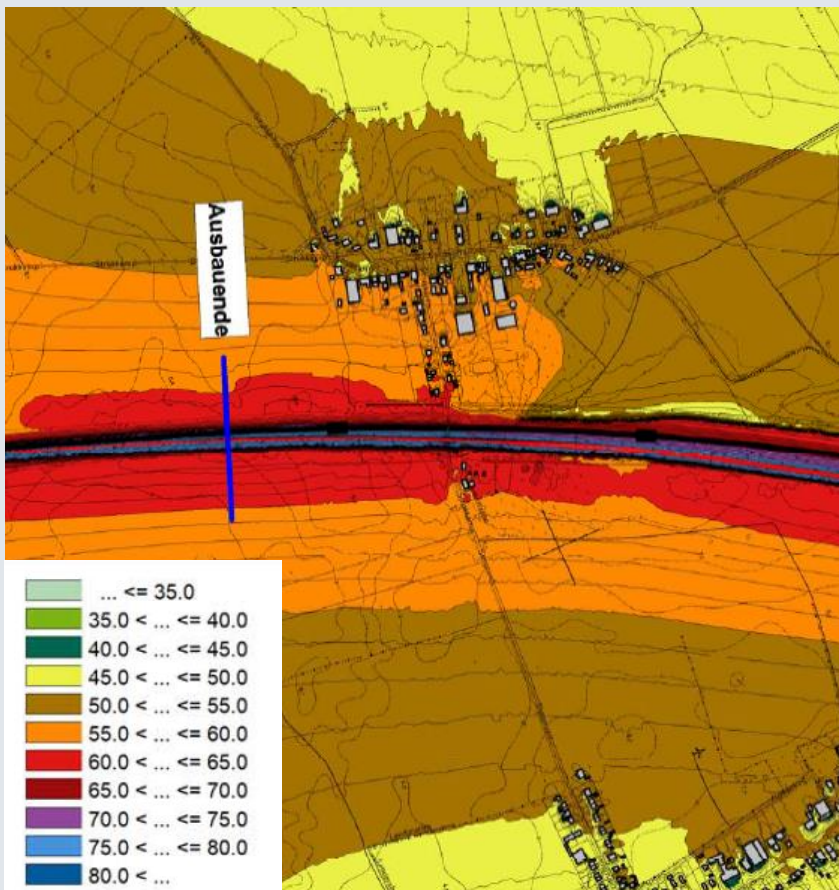 Ausbauende
... <= 35.0
35.0 < ... <= 40.0
40.0 < ... <= 45.0
45.0 < ... <= 50.0
50.0 < ... <= 55.0
55.0 < ... <= 60.0
60.0 < ... <= 65.0
65.0 < ... <= 70.0
70.0 < ... <= 75.0
75.0 < ... <= 80.0
80.0 < ...